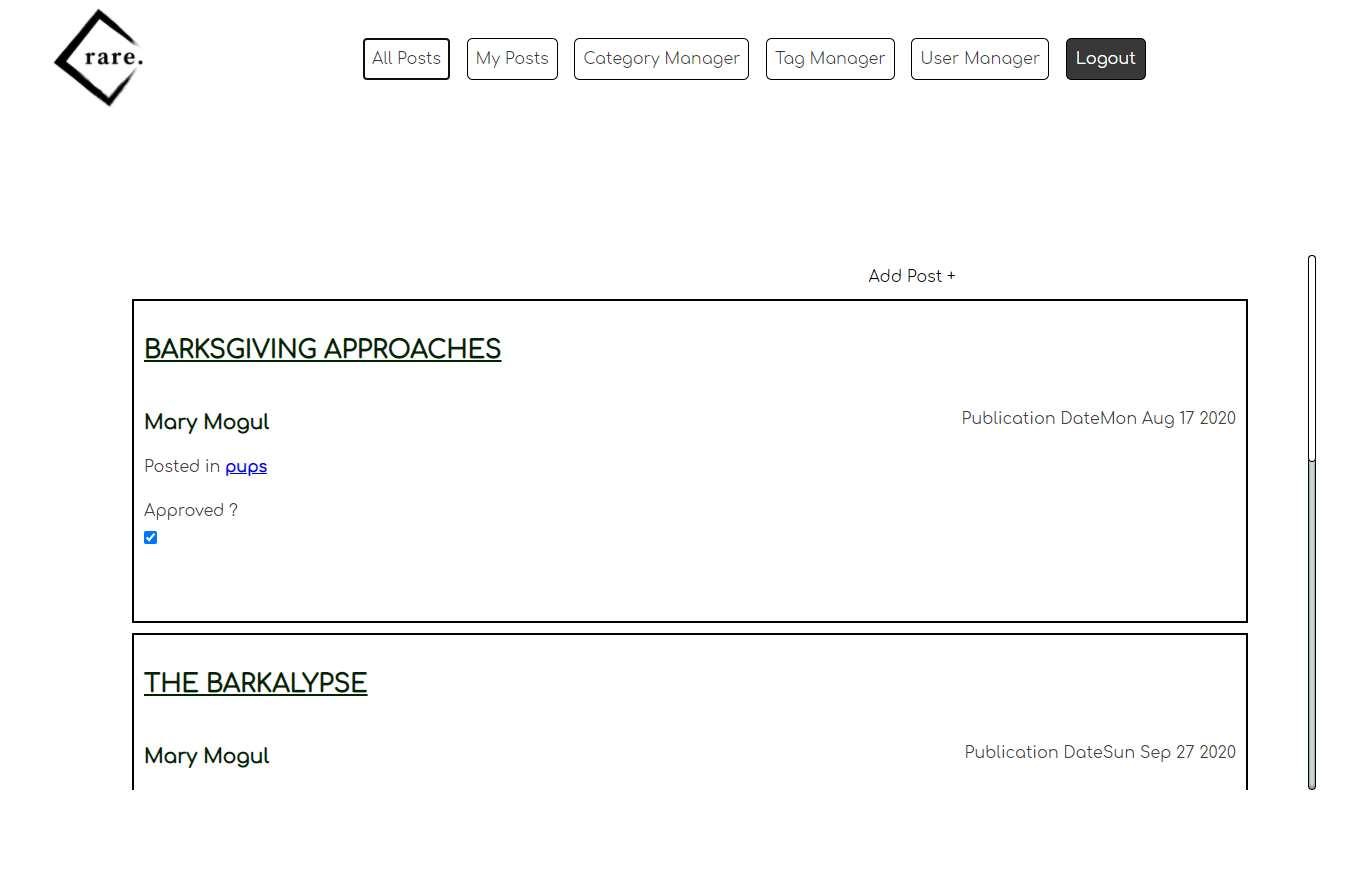 rare.
All Posts My Posts Category Manager Tag Manager User Manager Logout
Add Post +
BARKSGIVING APPROACHES
Mary Mogul Publication DateMon Aug 17 2020
Posted in pups
Approved ?
THE BARKALYPSE
Mary Mogul Publication DateSun Sep 27 2020